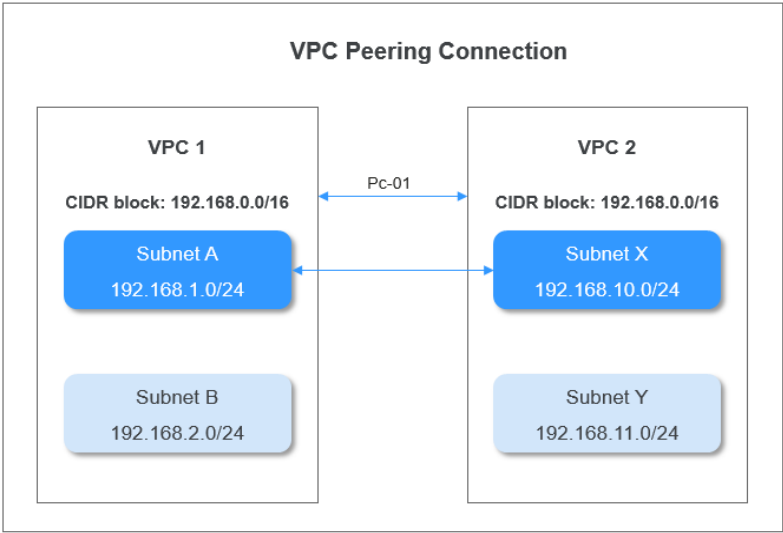 VPC Peering Connection
VPC 1
CIDR block: 192.168.0.0/16
Subnet A
192.168.1.0/24
Subnet B
192.168.2.0/24
Pc-01
VPC 2
CIDR block: 192.168.0.0/16
Subnet X
192.168.10.0/24
Subnet Y
192.168.11.0/24